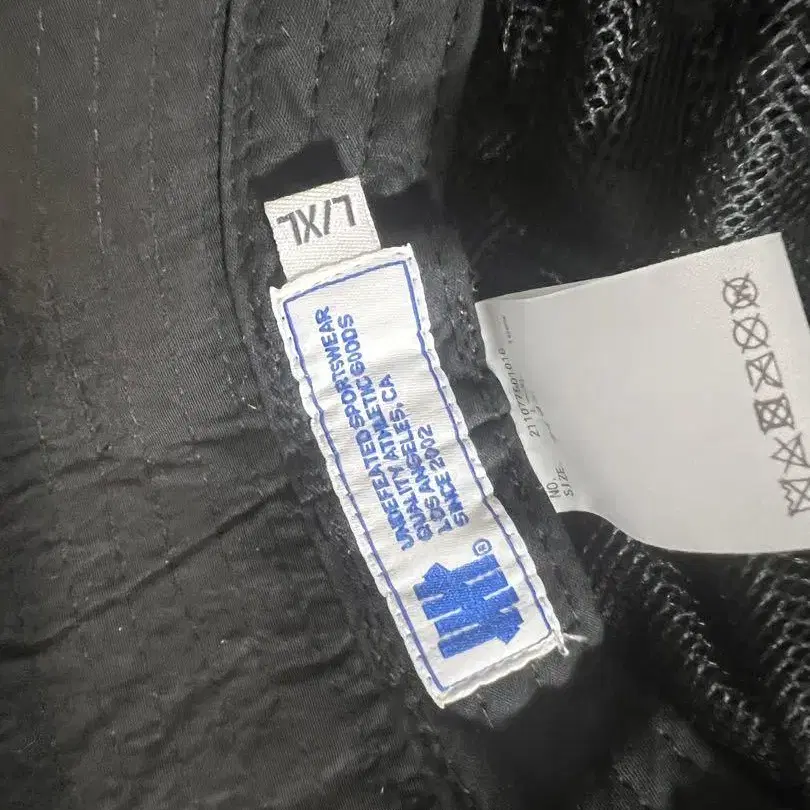 L/XL
UNDEFEATED SPORTSWEAR
QUALITY ATHLETIC GOODS
LOS ANGELES, CA
SINCE 2002
®
NO.
SIZE